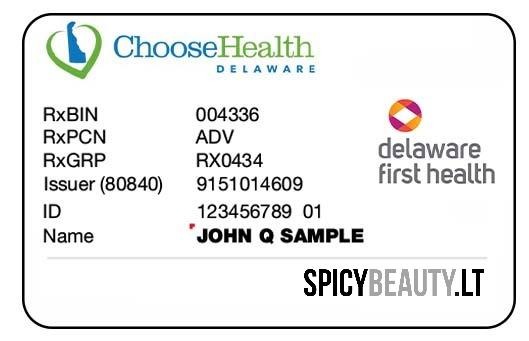 ChooseHealth
DELAWARE
RxBIN 004336
RxPCN ADV
RxGRP RX0434
Issuer (80840) 9151014609
ID 123456789 01
Name JOHN Q SAMPLE
delaware
first health
SPICYBEAUTY.LT